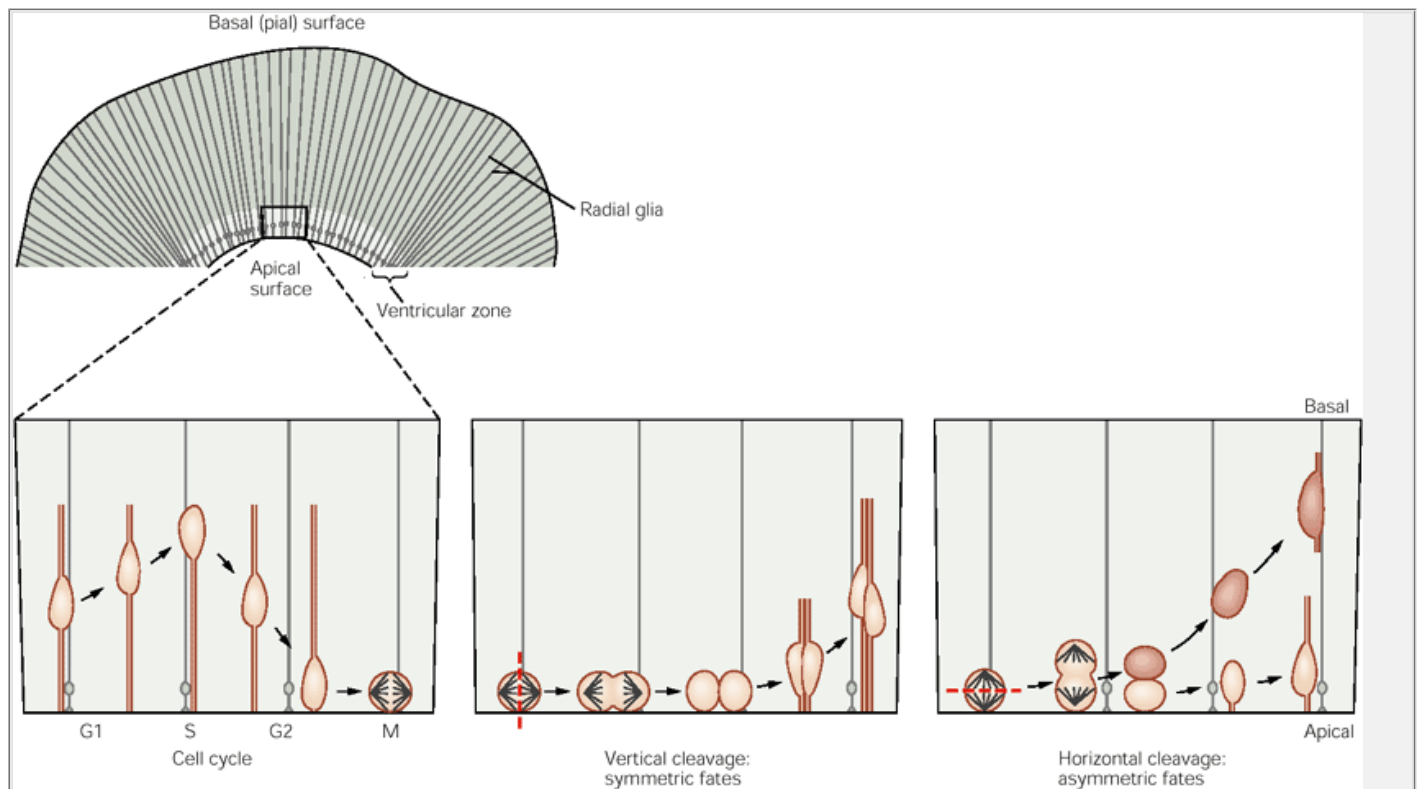 Basal (pial) surface
Radial glia
Apical
surface
Ventricular zone
Basal
G1 S G2 M
Apical
Cell cycle
Vertical cleavage:
symmetric fates
Horizontal cleavage:
asymmetric fates